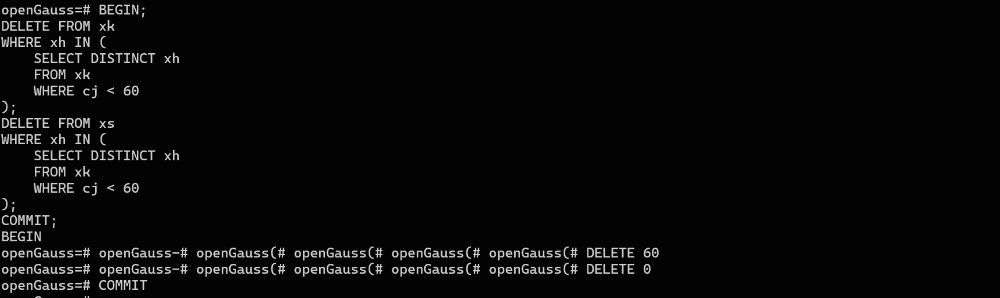 openGauss=# BEGIN;
DELETE FROM xk
WHERE xh IN (
    SELECT DISTINCT xh
    FROM xk
    WHERE cj < 60
);
DELETE FROM xs
WHERE xh IN (
    SELECT DISTINCT xh
    FROM xk
    WHERE cj < 60
);
COMMIT;
BEGIN
openGauss=# openGauss-# openGauss(# openGauss(# openGauss(# openGauss(# DELETE 60
openGauss=# openGauss-# openGauss(# openGauss(# openGauss(# openGauss(# DELETE 0
openGauss=# COMMIT